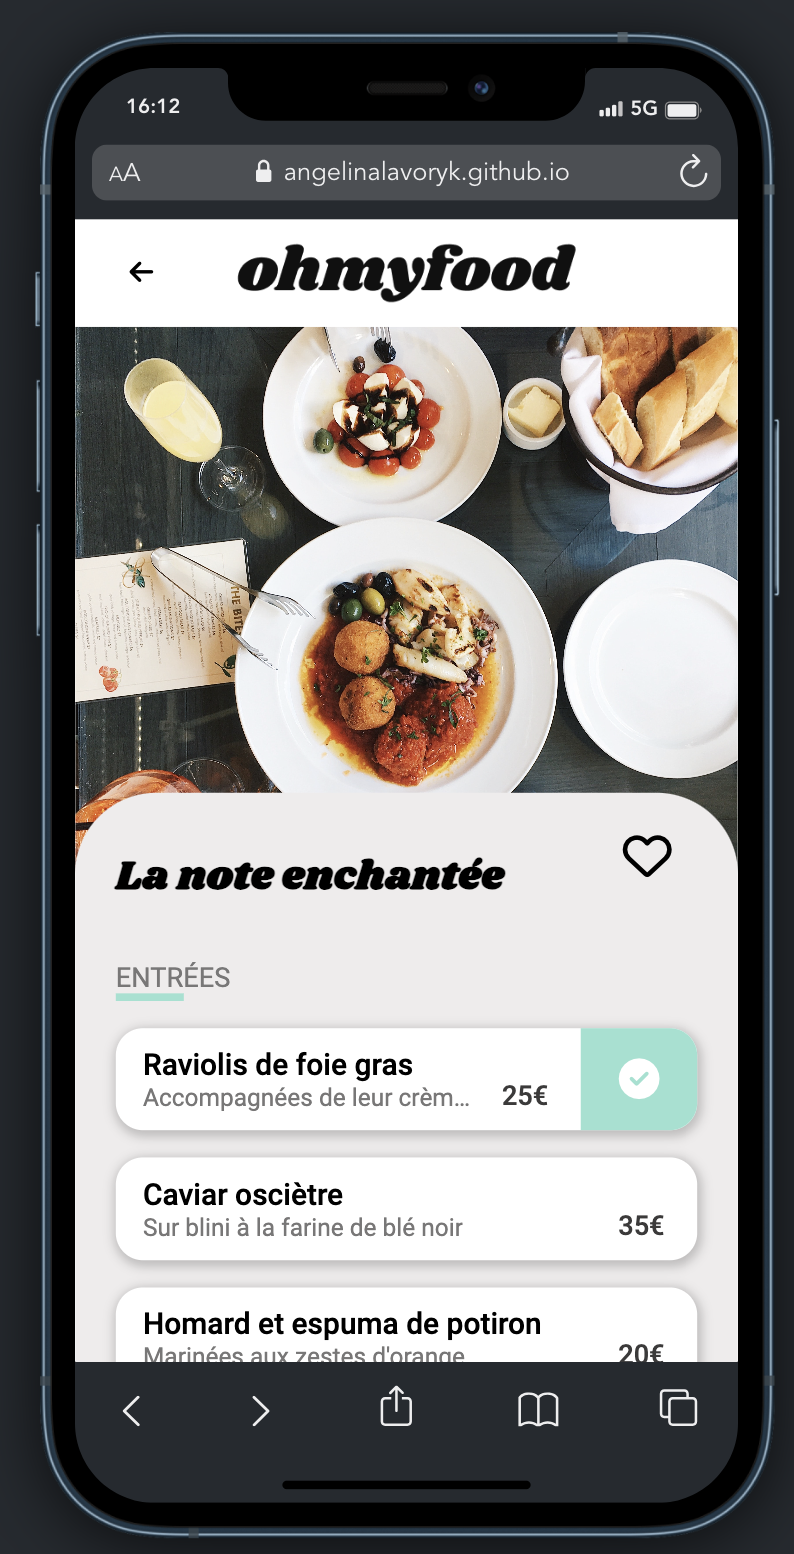 16:12
5G
AA
angelinalavoryk.github.io
ohmyfood
THE BITE
La note enchantée
ENTRÉES
Raviolis de foie gras
Accompagnées de leur crèm...
25€
Caviar osciètre
Sur blini à la farine de blé noir
35€
Homard et espuma de potiron
Marinées aux zestes d'orange
20€